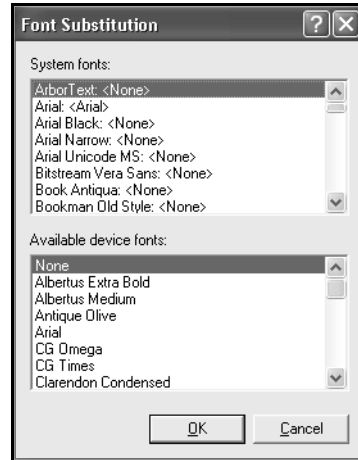 Font Substitution
System fonts:
ArborText: <None>
Arial: <Arial>
Arial Black: <None>
Arial Narrow: <None>
Arial Unicode MS: <None>
Bitstream Vera Sans: <None>
Book Antiqua: <None>
Bookman Old Style: <None>
Available device fonts:
None
Albertus Extra Bold
Albertus Medium
Antique Olive
Arial
CG Omega
CG Times
Clarendon Condensed
OK Cancel